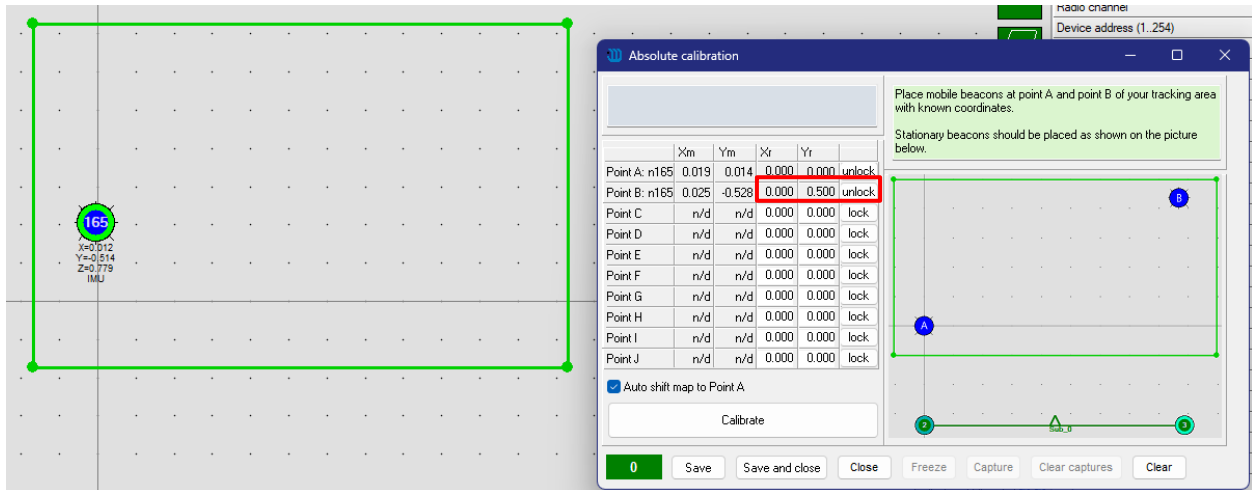 Radio channel
Device address (1..254)
165
X=0.012
Y=-0.514
Z=0.779
IMU
Absolute calibration
Place mobile beacons at point A and point B of your tracking area
with known coordinates.
Stationary beacons should be placed as shown on the picture
below.
Xm Ym Xr Yr
Point A: n165 0.019 0.014 0.000 0.000 unlock
Point B: n165 0.025 -0.528 0.000 0.500 unlock
Point C n/d n/d 0.000 0.000 lock
Point D n/d n/d 0.000 0.000 lock
Point E n/d n/d 0.000 0.000 lock
Point F n/d n/d 0.000 0.000 lock
Point G n/d n/d 0.000 0.000 lock
Point H n/d n/d 0.000 0.000 lock
Point I n/d n/d 0.000 0.000 lock
Point J n/d n/d 0.000 0.000 lock
Auto shift map to Point A
Calibrate
B
A
2 Sub_0 3
0 Save Save and close Close Freeze Capture Clear captures Clear